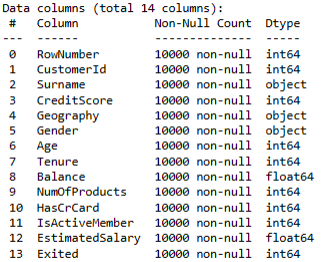 Data columns (total 14 columns):
 #   Column           Non-Null Count  Dtype
---  ------           --------------  -----
 0   RowNumber        10000 non-null  int64
 1   CustomerId       10000 non-null  int64
 2   Surname          10000 non-null  object
 3   CreditScore      10000 non-null  int64
 4   Geography        10000 non-null  object
 5   Gender           10000 non-null  object
 6   Age              10000 non-null  int64
 7   Tenure           10000 non-null  int64
 8   Balance          10000 non-null  float64
 9   NumOfProducts    10000 non-null  int64
 10  HasCrCard        10000 non-null  int64
 11  IsActiveMember   10000 non-null  int64
 12  EstimatedSalary  10000 non-null  float64
 13  Exited           10000 non-null  int64